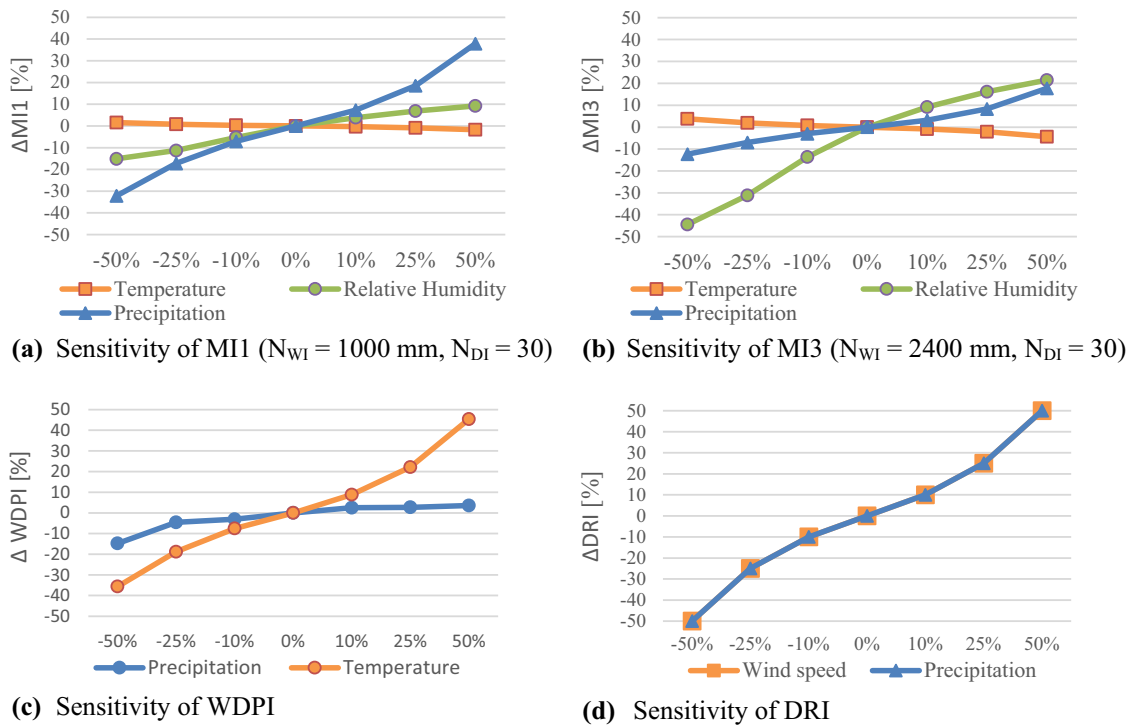 50
40
30
20
10
0
-10
-20
-30
-40
-50
ΔMI1 [%]
-50% -25% -10% 0% 10% 25% 50%
Temperature Relative Humidity
Precipitation
(a) Sensitivity of MI1 (NWI = 1000 mm, NDI = 30)
50
40
30
20
10
0
-10
-20
-30
-40
-50
ΔMI3 [%]
-50% -25% -10% 0% 10% 25% 50%
Temperature Relative Humidity
Precipitation
(b) Sensitivity of MI3 (NWI = 2400 mm, NDI = 30)
50
40
30
20
10
0
-10
-20
-30
-40
-50
Δ WDPI [%]
-50% -25% -10% 0% 10% 25% 50%
Precipitation Temperature
(c) Sensitivity of WDPI
50
40
30
20
10
0
-10
-20
-30
-40
-50
ΔDRI [%]
-50% -25% -10% 0% 10% 25% 50%
Wind speed Precipitation
(d) Sensitivity of DRI